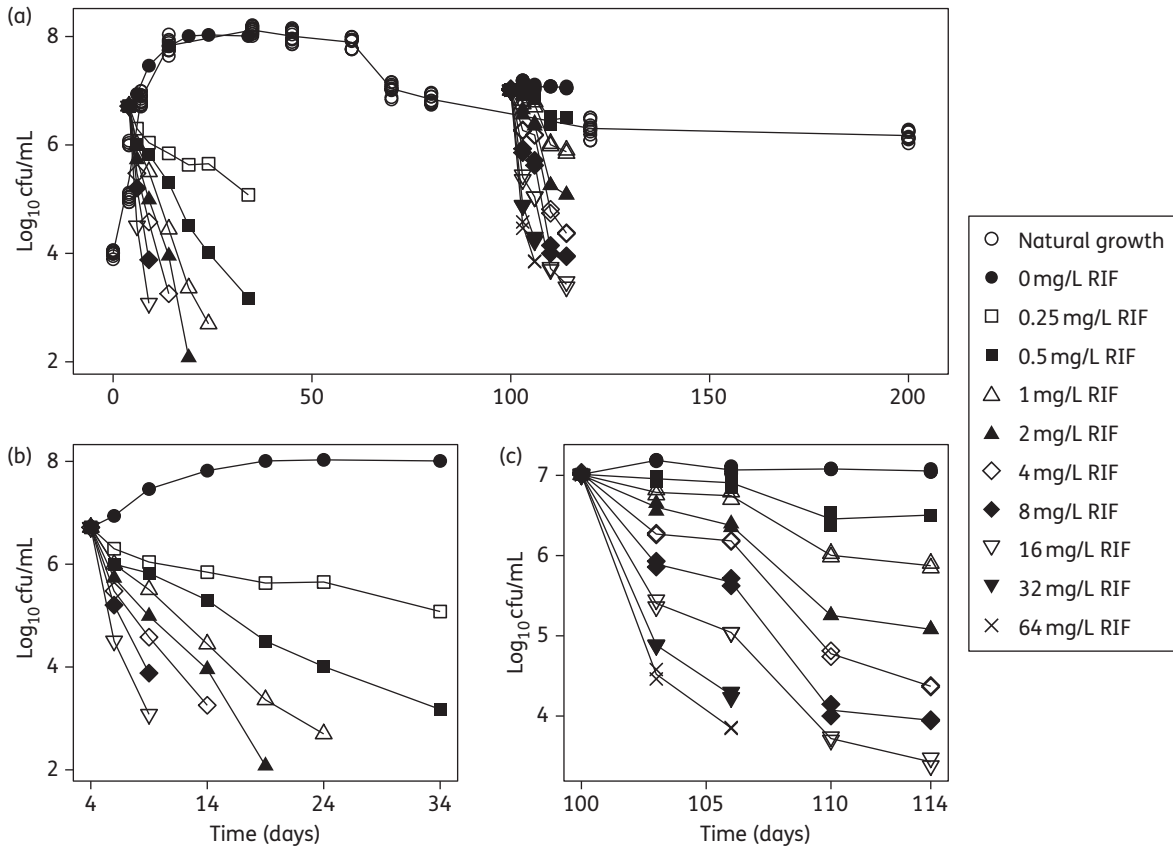 (a)
8
6
4
2
Log10 cfu/mL
0 50 100 150 200
Natural growth
0 mg/L RIF
0.25 mg/L RIF
0.5 mg/L RIF
1 mg/L RIF
2 mg/L RIF
4 mg/L RIF
8 mg/L RIF
16 mg/L RIF
32 mg/L RIF
64 mg/L RIF
(b)
8
6
4
2
Log10 cfu/mL
4 14 24 34
Time (days)
(c)
7
6
5
4
Log10 cfu/mL
100 105 110 114
Time (days)